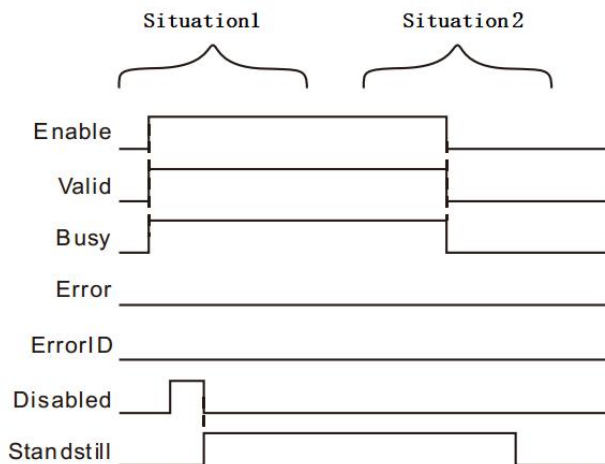 Situation1 Situation2
Enable
Valid
Busy
Error
ErrorID
Disabled
Standstill